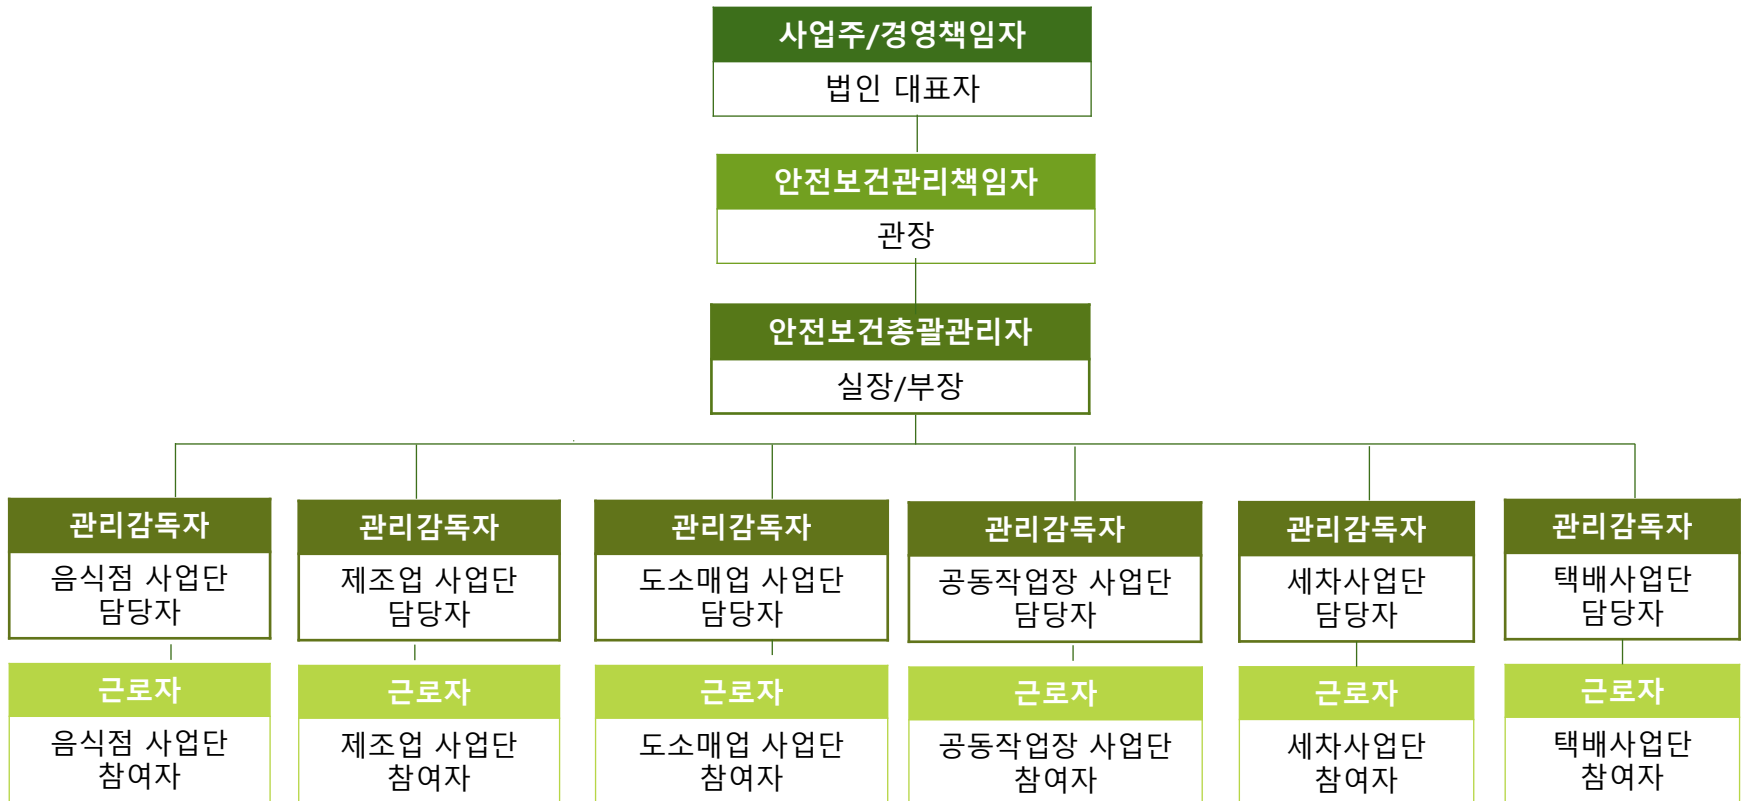 사업주/경영책임자
법인 대표자
안전보건관리책임자
관장
안전보건총괄관리자
실장/부장
관리감독자
음식점 사업단
담당자
관리감독자
제조업 사업단
담당자
관리감독자
도소매업 사업단
담당자
관리감독자
공동작업장 사업단
담당자
관리감독자
세차사업단
담당자
관리감독자
택배사업단
담당자
근로자
음식점 사업단
참여자
근로자
제조업 사업단
참여자
근로자
도소매업 사업단
참여자
근로자
공동작업장 사업단
참여자
근로자
세차사업단
참여자
근로자
택배사업단
참여자